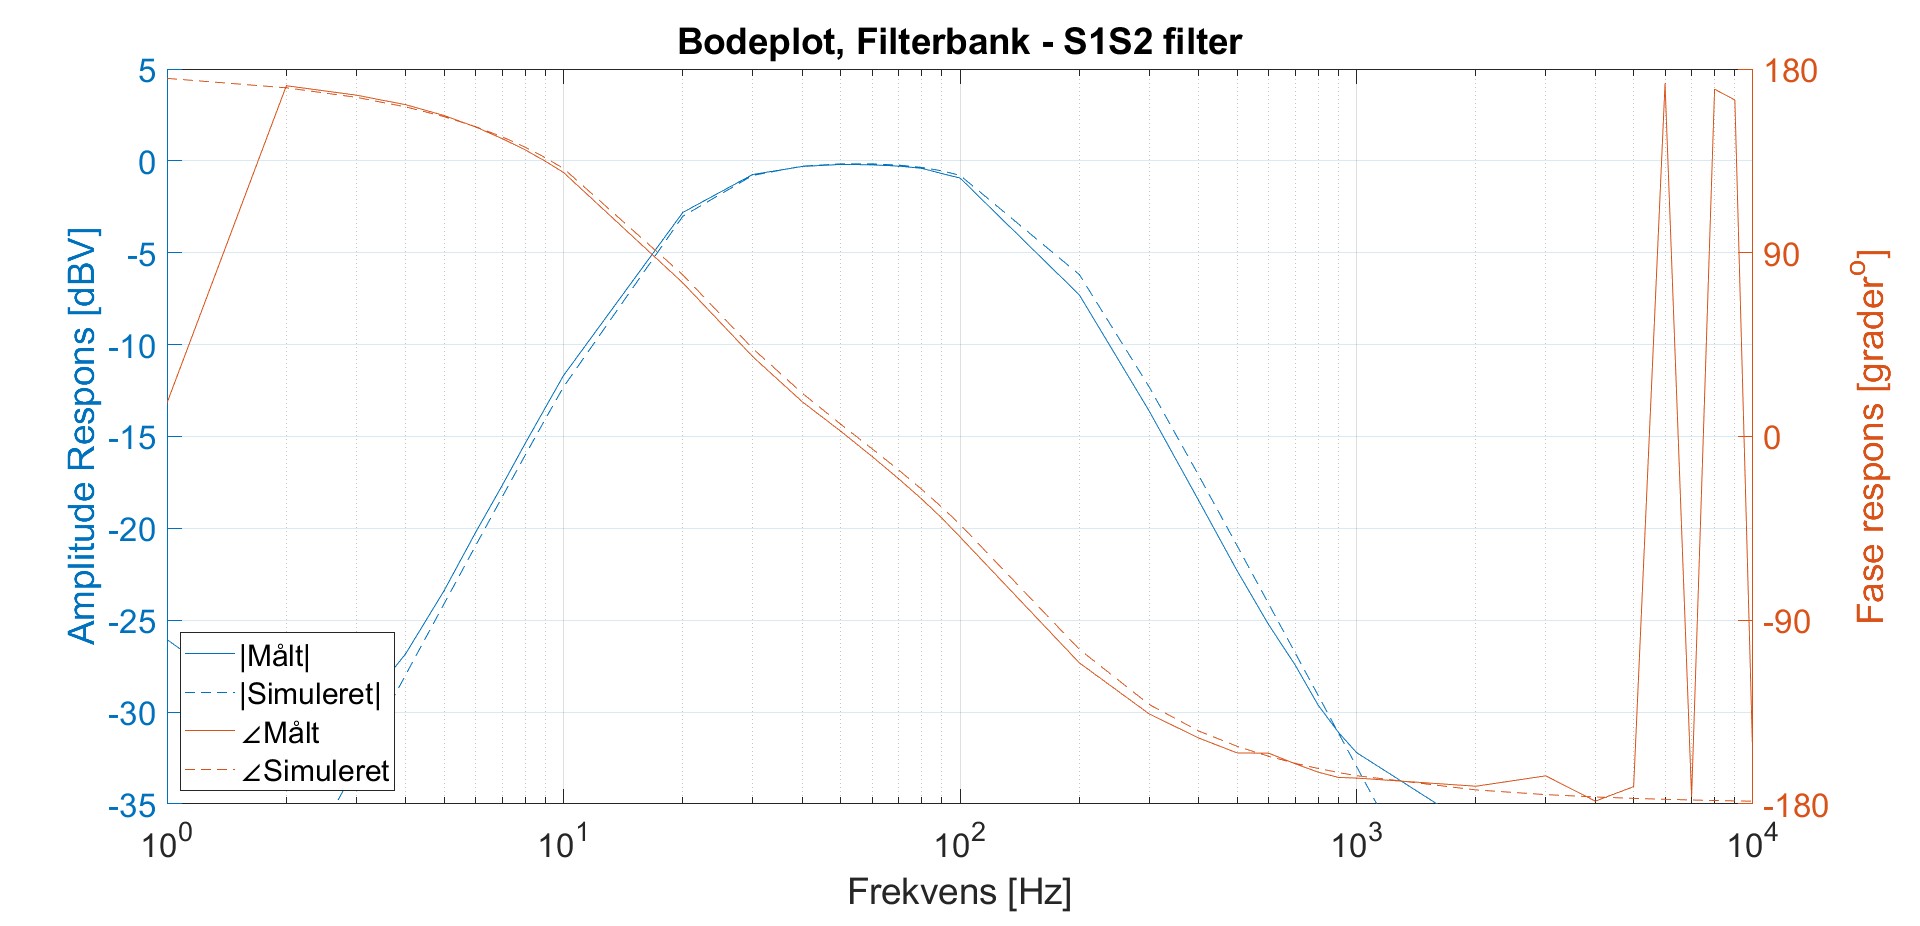 Bodeplot, Filterbank - S1S2 filter
Amplitude Respons [dBV]
5
0
-5
-10
-15
-20
-25
-30
-35
|Målt|
|Simuleret|
∠Målt
∠Simuleret
180
90
0
-90
-180
Fase respons [grader^o]
10^0
10^1
10^2
10^3
10^4
Frekvens [Hz]